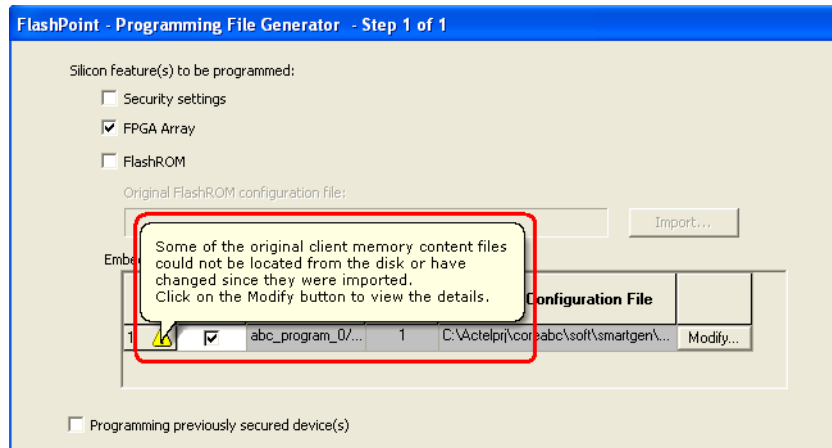 FlashPoint - Programming File Generator - Step 1 of 1
Silicon feature(s) to be programmed:
Security settings
FPGA Array
FlashROM
Original FlashROM configuration file:
Import...
Some of the original client memory content files
could not be located from the disk or have
changed since they were imported.
Click on the Modify button to view the details.
Configuration File
1 abc_program_0/... 1 C:\Actelprj\coreabc\soft\smartgen\... Modify...
Programming previously secured device(s)